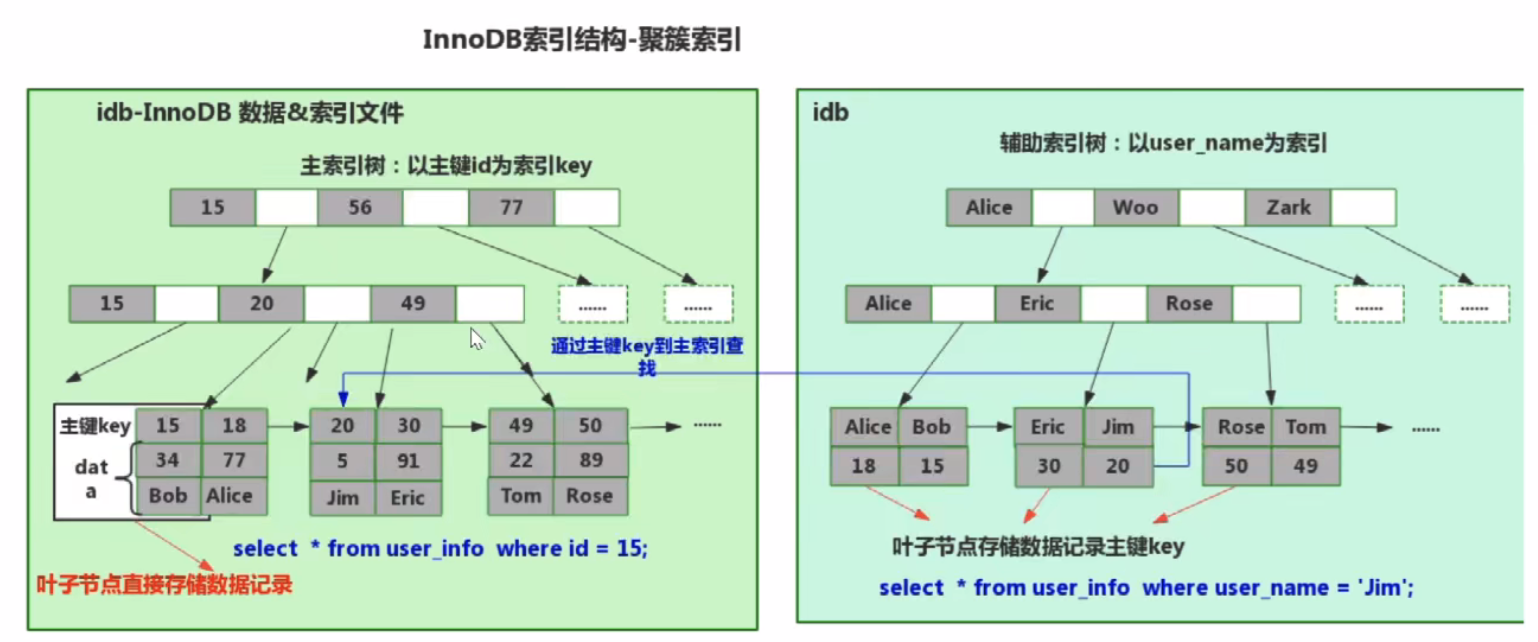 InnoDB索引结构-聚簇索引
idb-InnoDB 数据&索引文件
主索引树：以主键id为索引key
15 56 77
15 20 49 ...... ......
通过主键key到主索引查
找
主键key 15 18 20 30 49 50 ......
dat
a
34 77 5 91 22 89
Bob Alice Jim Eric Tom Rose
select * from user_info where id = 15;
叶子节点直接存储数据记录
idb
辅助索引树：以user_name为索引
Alice Woo Zark
Alice Eric Rose ...... ......
Alice Bob Eric Jim Rose Tom ......
18 15 30 20 50 49
叶子节点存储数据记录主键key
select * from user_info where user_name = 'Jim';